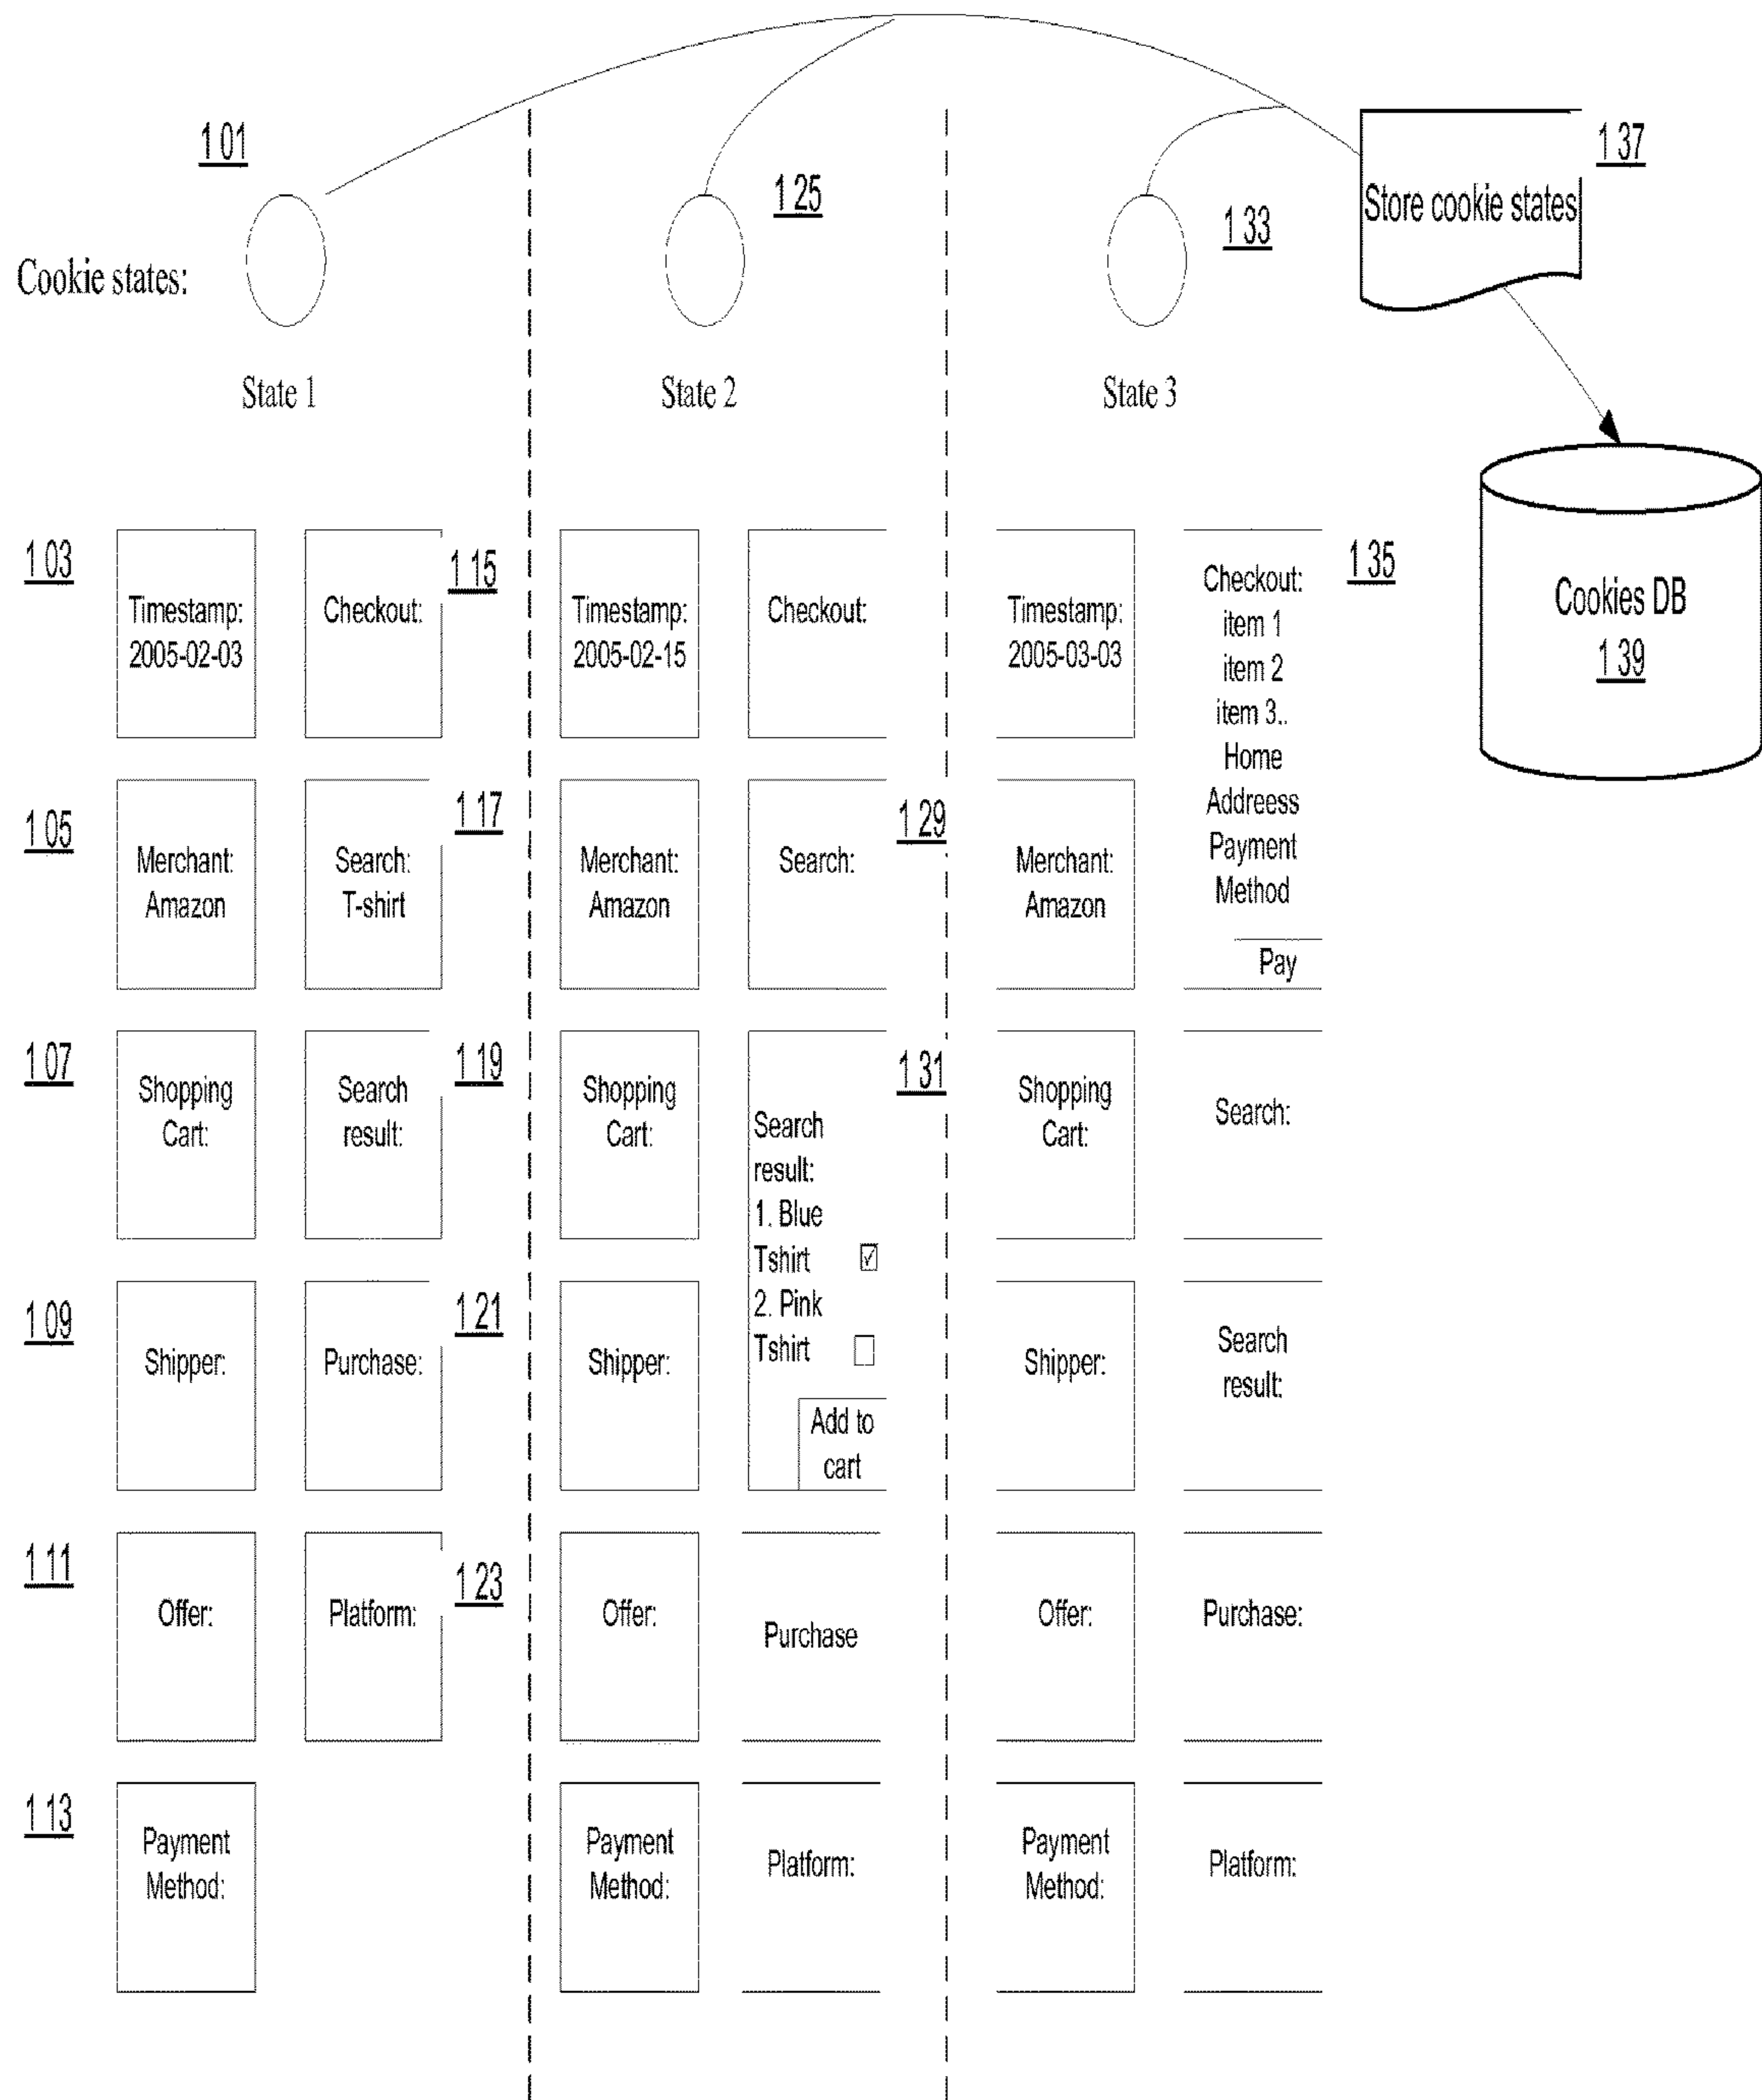 101
125
137
Store cookie states
133
Cookie states:
State 1
State 2
State 3
103
Timestamp:
2005-02-03
Checkout:
115
Timestamp:
2005-02-15
Checkout:
Timestamp:
2005-03-03
Checkout:
item 1
item 2
item 3..
Home
Addreess
Payment
Method
Pay
135
Cookies DB
139
105
Merchant:
Amazon
Search:
T-shirt
117
Merchant:
Amazon
Search:
129
Merchant:
Amazon
107
Shopping
Cart:
Search
result:
119
Shopping
Cart:
Search
result:
1. Blue
Tshirt
2. Pink
Tshirt
Add to
cart
131
Shopping
Cart:
Search:
109
Shipper:
Purchase:
121
Shipper:
Shipper:
Search
result:
111
Offer:
Platform:
123
Offer:
Purchase
Offer:
Purchase:
113
Payment
Method:
Payment
Method:
Platform:
Payment
Method:
Platform: